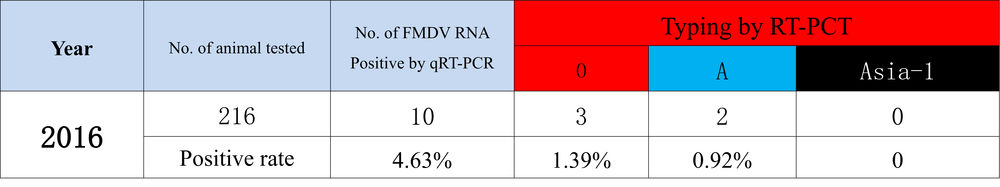 Year
No. of animal tested
No. of FMDV RNA
Positive by qRT-PCR
Typing by RT-PCT
O
A
Asia-1
2016
216
10
3
2
0
Positive rate
4.63%
1.39%
0.92%
0